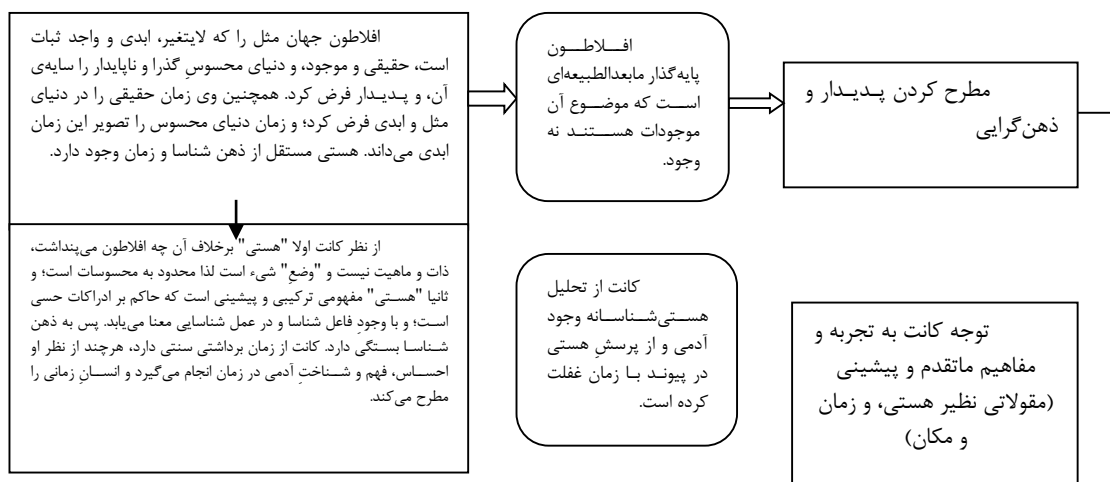 مطرح کردن پدیدار و
ذهن‌گرایی
افلاطون
پایه‌گذار مابعدالطبیعه‌ای
است که موضوع آن
موجودات هستند نه
وجود.
افلاطون جهان مثل را که لایتغیر، ابدی و واجد ثبات
است، حقیقی و موجود، و دنیای محسوسِ گذرا و ناپایدار را سایه‌ی
آن، و پدیدار فرض کرد. همچنین وی زمان حقیقی را در دنیای
مثل و ابدی فرض کرد؛ و زمان دنیای محسوس را تصویر این زمان
ابدی می‌داند. هستی مستقل از ذهن شناسا و زمان وجود دارد.
توجه کانت به تجربه و
مفاهیم ماتقدم و پیشینی
(مقولاتی نظیر هستی، و زمان
و مکان)
کانت از تحلیل
هستی‌شناسانه وجود
آدمی و از پرسشِ هستی
در پیوند با زمان غفلت
کرده است.
از نظر کانت اولا "هستی" برخلاف آن چه افلاطون می‌پنداشت،
ذات و ماهیت نیست و "وضعِ" شیء است لذا محدود به محسوسات است؛ و
ثانیا "هستی" مفهومی ترکیبی و پیشینی است که حاکم بر ادراکات حسی
است؛ و با وجودِ فاعل شناسا و در عمل شناسایی معنا می‌یابد. پس به ذهن
شناسا بستگی دارد. کانت از زمان برداشتی سنتی دارد، هرچند از نظر او
احساس، فهم و شناختِ آدمی در زمان انجام می‌گیرد و انسانِ زمانی را
مطرح می‌کند.